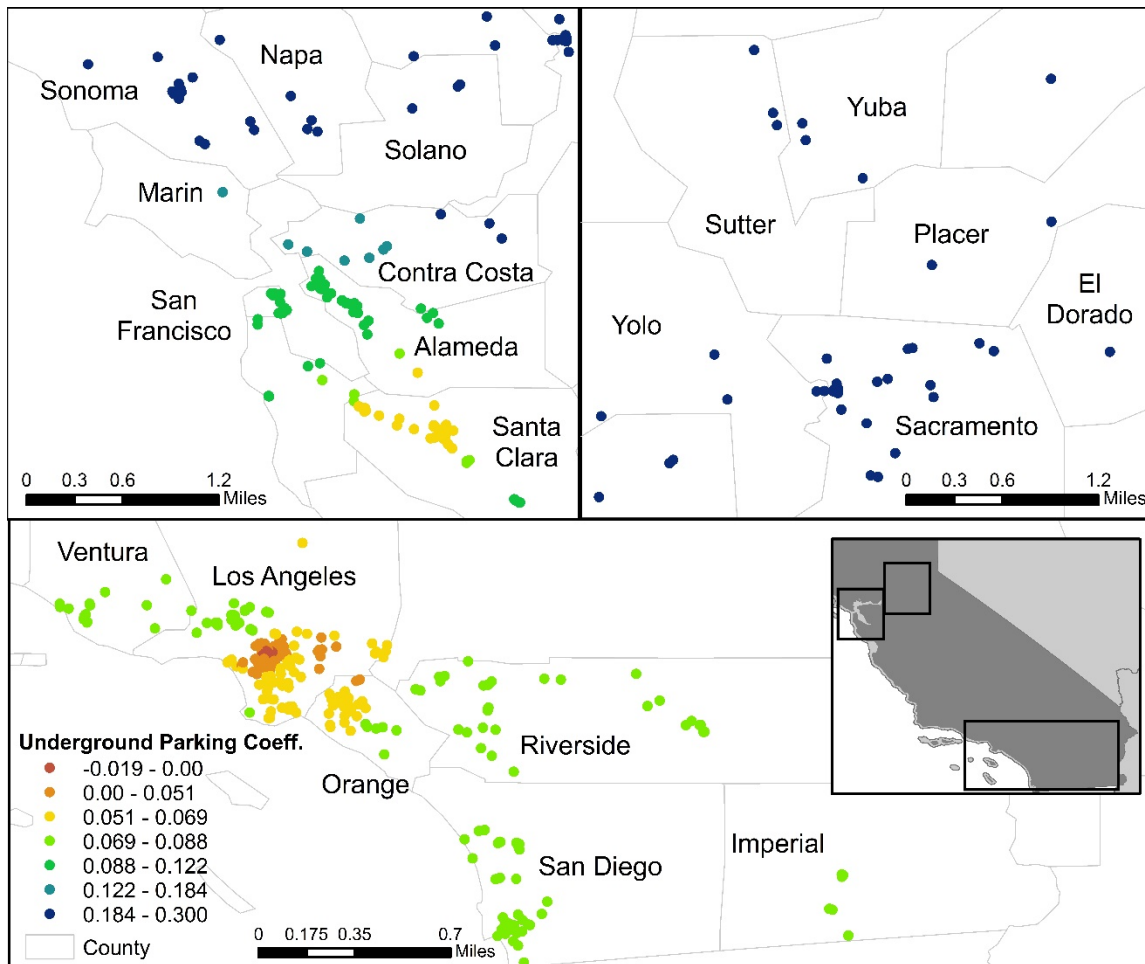 Napa
Sonoma
Solano
Marin
Contra Costa
San
Francisco
Alameda
Santa
Clara
0 0.3 0.6 1.2
Miles
Yuba
Sutter
Placer
El
Dorado
Yolo
Sacramento
0 0.3 0.6 1.2
Miles
Ventura
Los Angeles
Riverside
Orange
San Diego
Imperial
Underground Parking Coeff.
-0.019 - 0.00
0.00 - 0.051
0.051 - 0.069
0.069 - 0.088
0.088 - 0.122
0.122 - 0.184
0.184 - 0.300
County
0 0.175 0.35 0.7
Miles